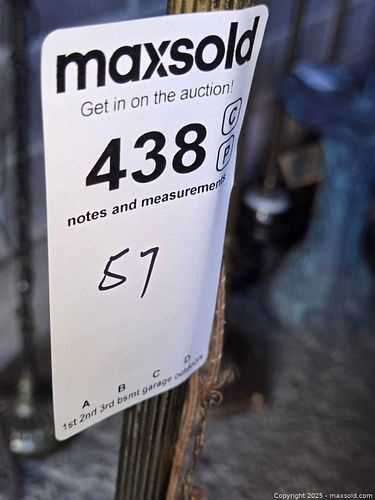 maxsold
Get in on the auction!
438
C
P
notes and measurements
57
A B C D
1st 2nd 3rd bsmt garage outdoors
Copyright 2025 - maxsold.com